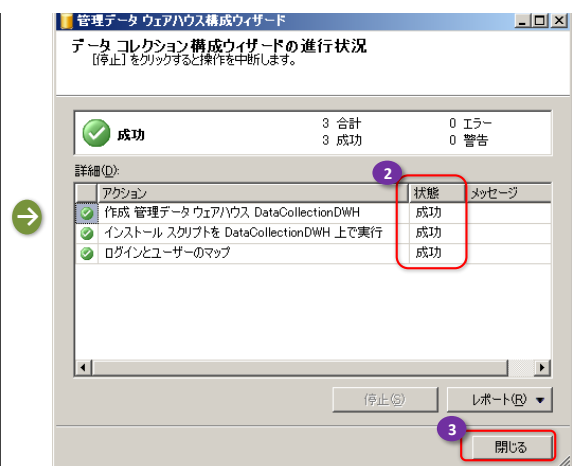 管理データ ウェアハウス構成ウィザード
データ コレクション構成ウィザードの進行状況
[停止] をクリックすると操作を中断します。
成功
3 合計
0 エラー
3 成功
0 警告
詳細(D):
2
アクション 状態 メッセージ
作成 管理データ ウェアハウス DataCollectionDWH 成功
インストール スクリプトを DataCollectionDWH 上で実行 成功
ログインとユーザーのマップ 成功
停止(S)
レポート(R)
3
閉じる